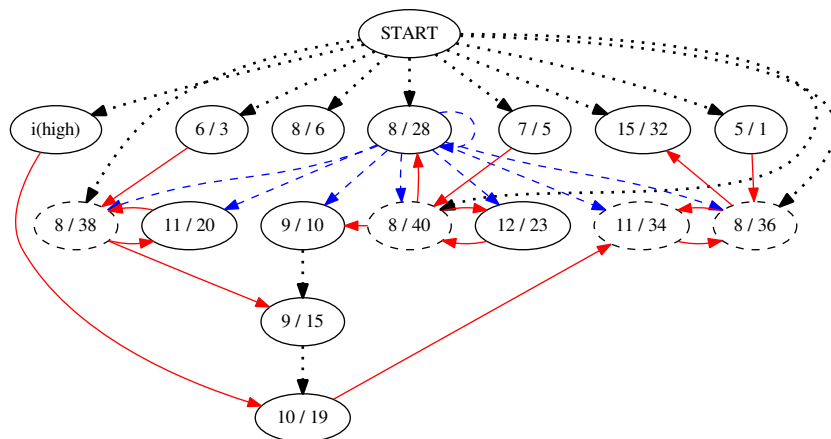 START
i(high)
6 / 3
8 / 6
8 / 28
7 / 5
15 / 32
5 / 1
8 / 38
11 / 20
9 / 10
8 / 40
12 / 23
11 / 34
8 / 36
9 / 15
10 / 19